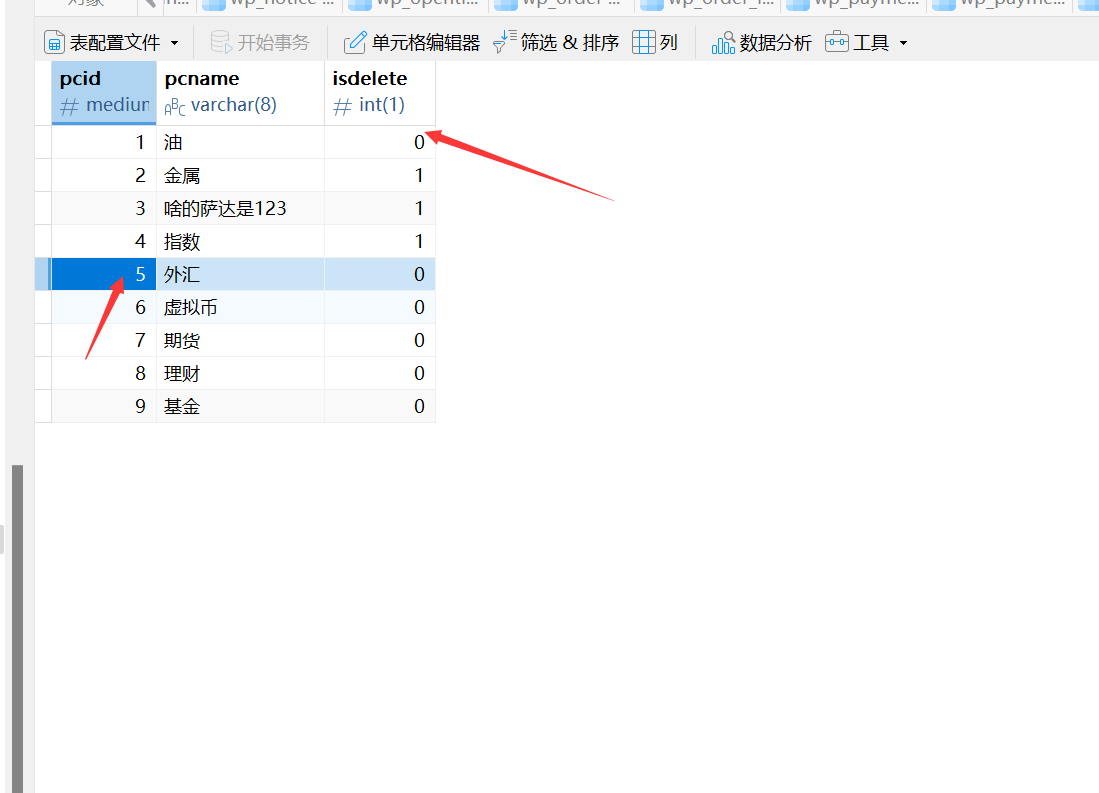 对象 wp_notice ... wp_opentl... wp_order ... wp_order_l... wp_payme... wp_payme...
表配置文件 开始事务 单元格编辑器 筛选 & 排序 列 数据分析 工具
pcid pcname isdelete
# mediun ABC varchar(8) # int(1)
1 油 0
2 金属 1
3 啥的萨达是123 1
4 指数 1
5 外汇 0
6 虚拟币 0
7 期货 0
8 理财 0
9 基金 0